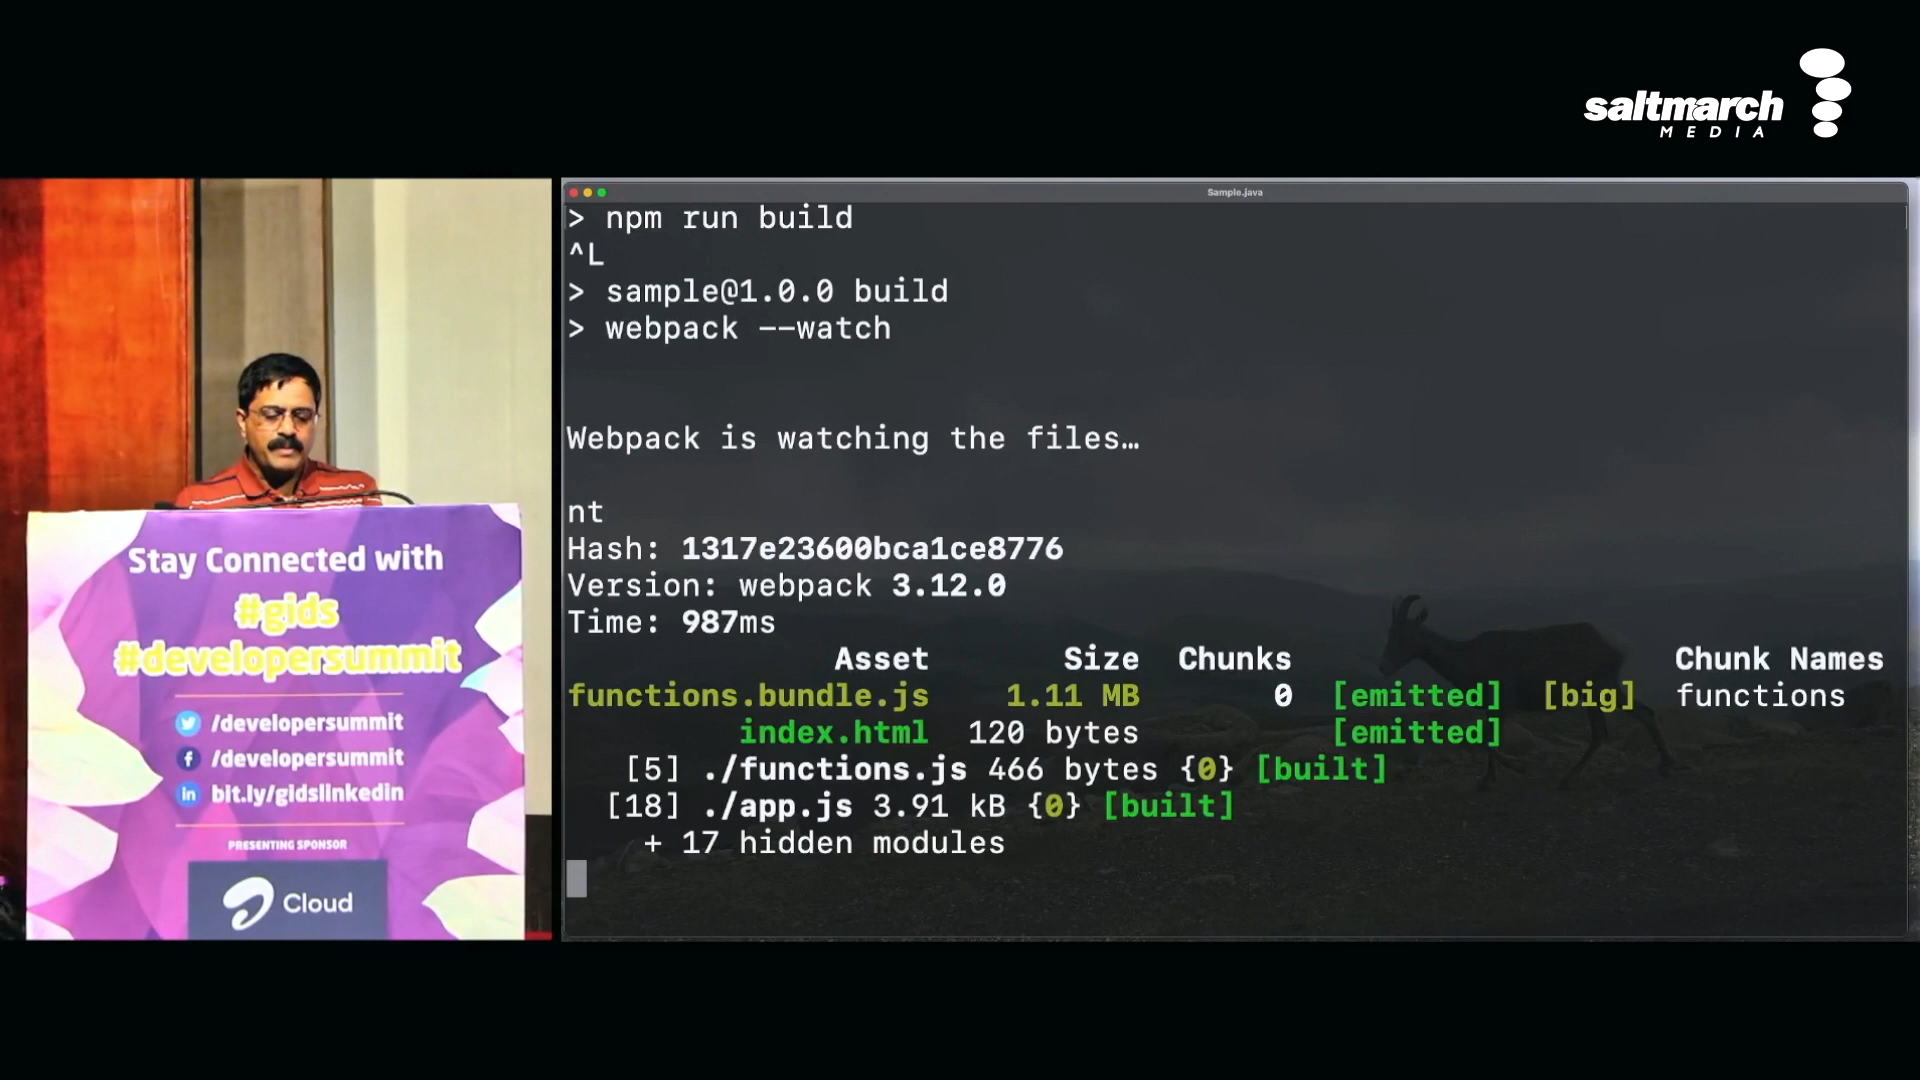 saltmarch
MEDIA
Sample.java
> npm run build
^L
> sample@1.0.0 build
> webpack --watch
Webpack is watching the files…
nt
Hash: 1317e23600bca1ce8776
Version: webpack 3.12.0
Time: 987ms
Asset Size Chunks Chunk Names
functions.bundle.js 1.11 MB 0 [emitted] [big] functions
index.html 120 bytes [emitted]
[5] ./functions.js 466 bytes {0} [built]
[18] ./app.js 3.91 kB {0} [built]
+ 17 hidden modules
Stay Connected with
#gids
#developersummit
/developersummit
/developersummit
in bit.ly/gidslinkedin
PRESENTING SPONSOR
Cloud